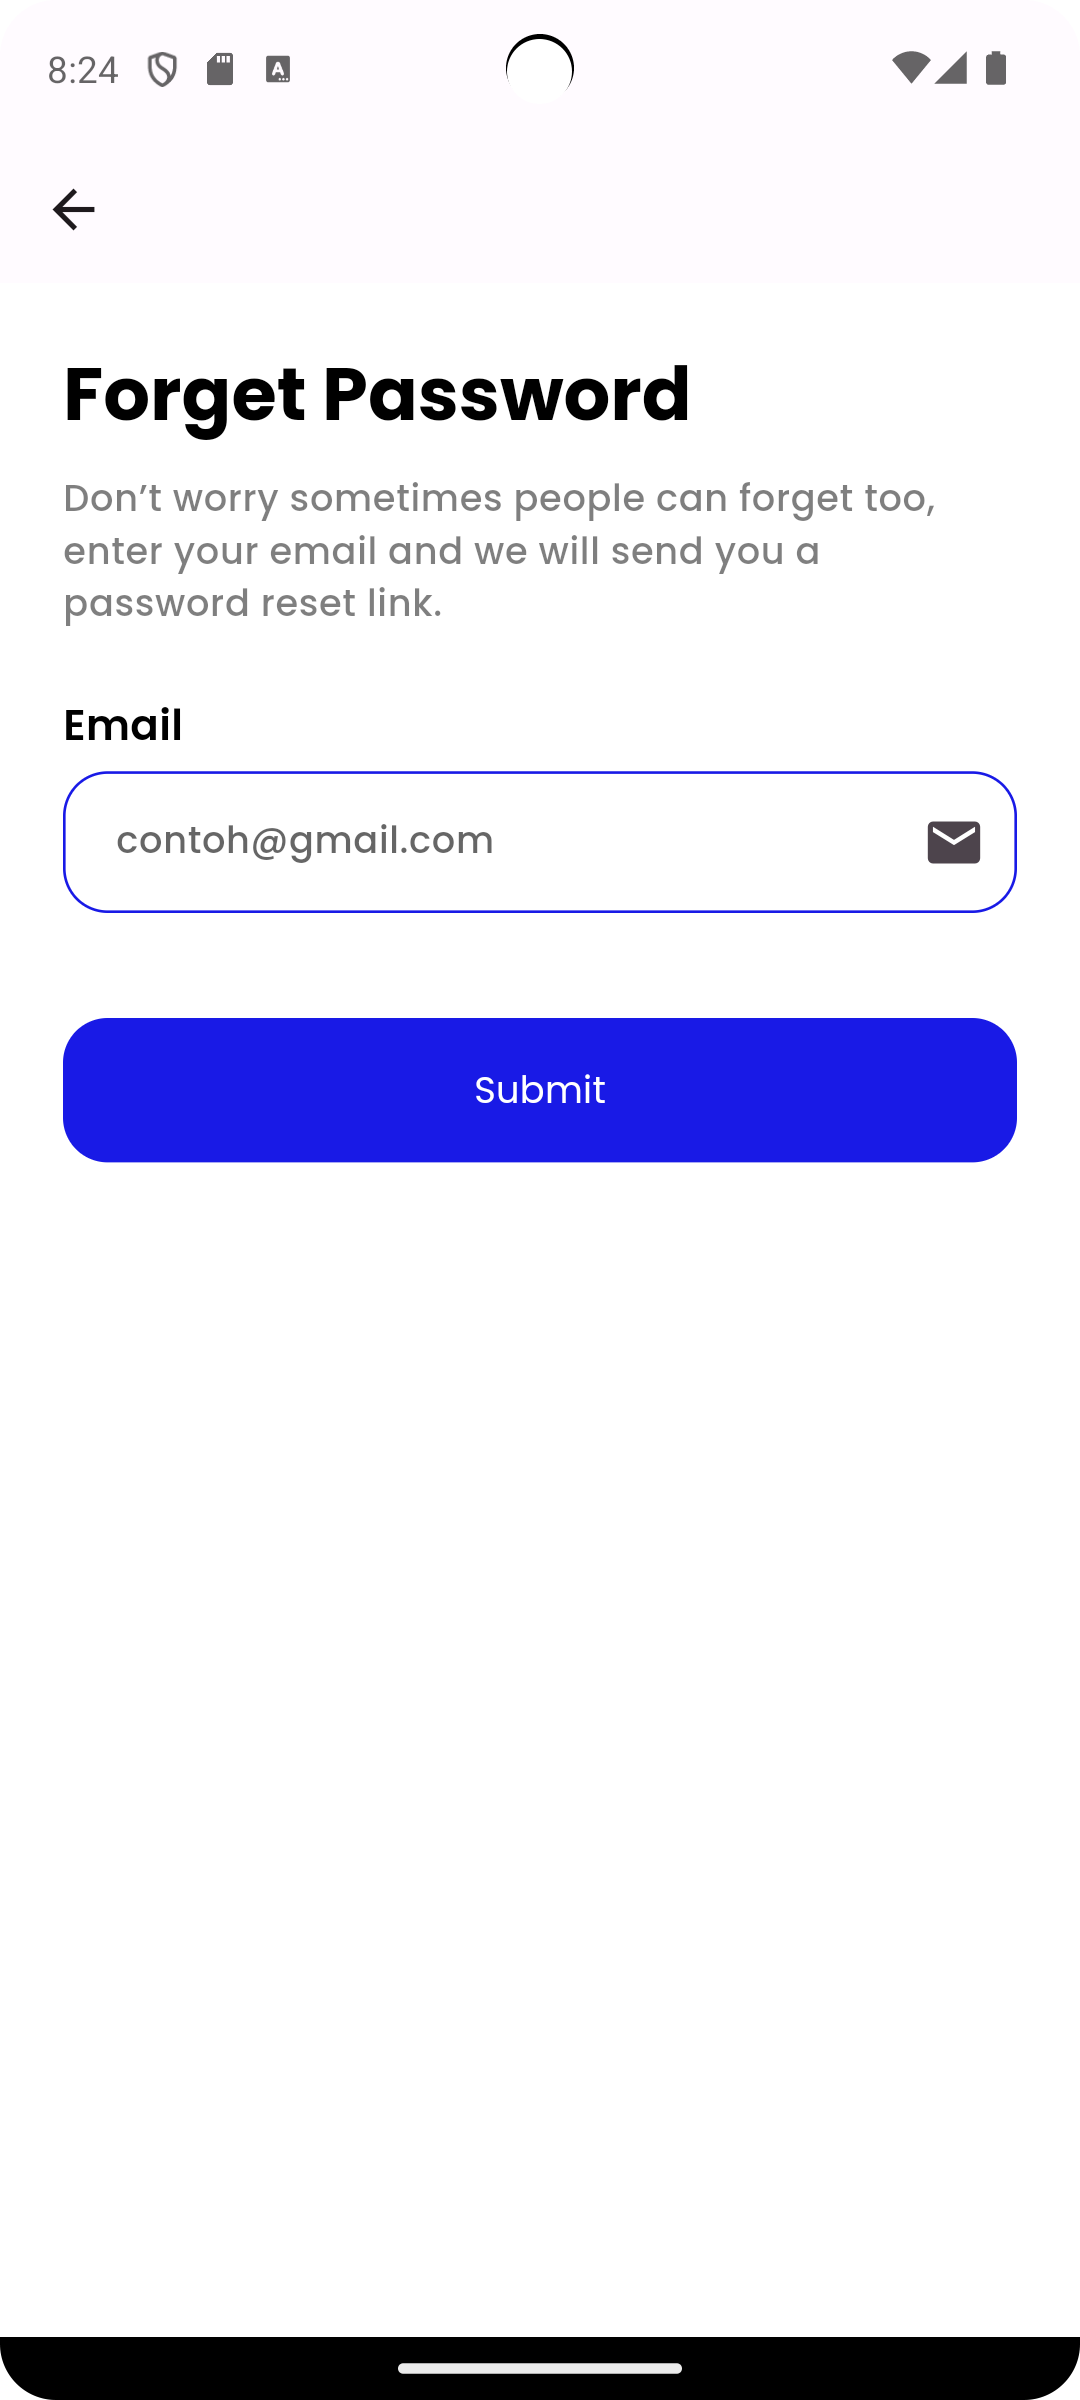 8:24
Forget Password
Don’t worry sometimes people can forget too,
enter your email and we will send you a
password reset link.
Email
contoh@gmail.com
Submit